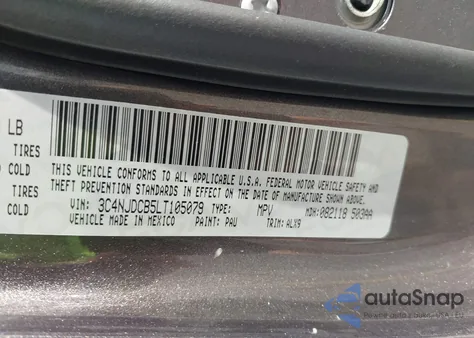 LB
TIRES
COLD
TIRES
COLD
THIS VEHICLE CONFORMS TO ALL APPLICABLE U.S.A. FEDERAL MOTOR VEHICLE SAFETY AND
THEFT PREVENTION STANDARDS IN EFFECT ON THE DATE OF MANUFACTURE SHOWN ABOVE.
VIN: 3C4NJDCB5LT105079 TYPE: MPV MDH: 082118 503AA
VEHICLE MADE IN MEXICO PAINT: PAU TRIM: ALX9
autoSnap